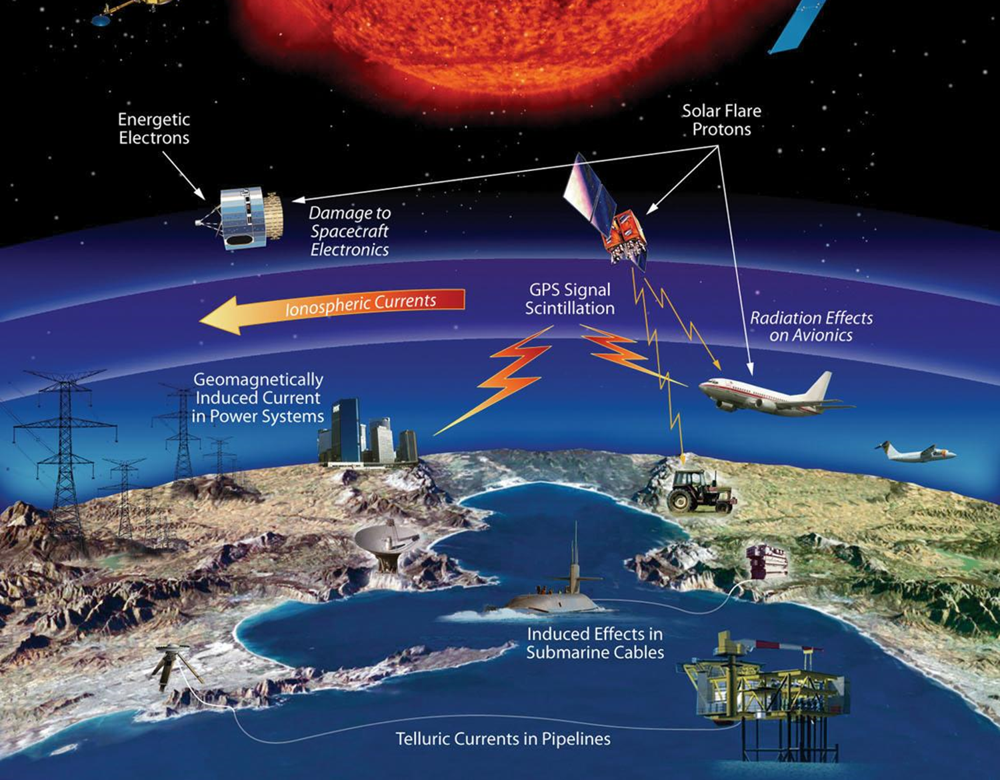 Energetic
Electrons
Solar Flare
Protons
Damage to
Spacecraft
Electronics
Ionospheric Currents
GPS Signal
Scintillation
Radiation Effects
on Avionics
Geomagnetically
Induced Current
in Power Systems
Induced Effects in
Submarine Cables
Telluric Currents in Pipelines